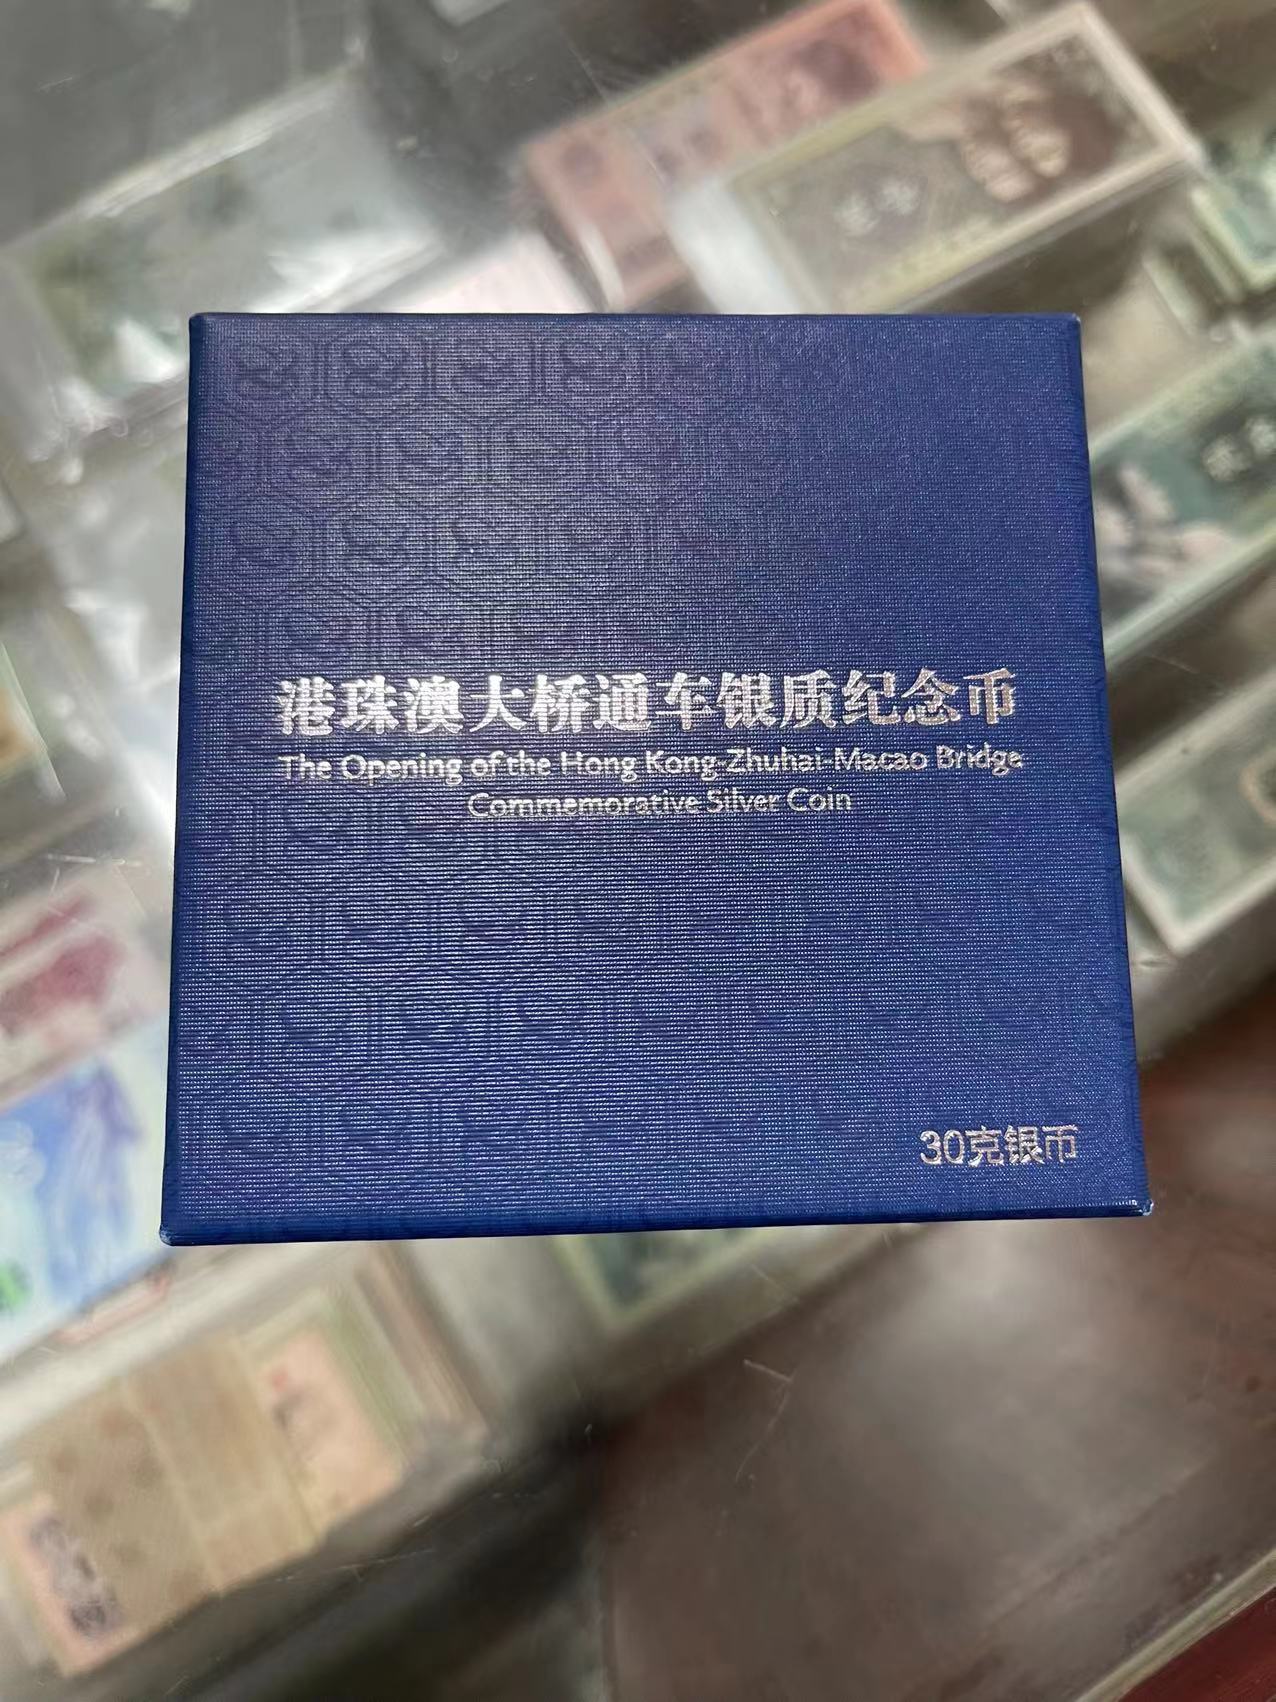 港珠澳大桥通车银质纪念币
The Opening of the Hong Kong-Zhuhai-Macao Bridge
Commemorative Silver Coin
30克银币